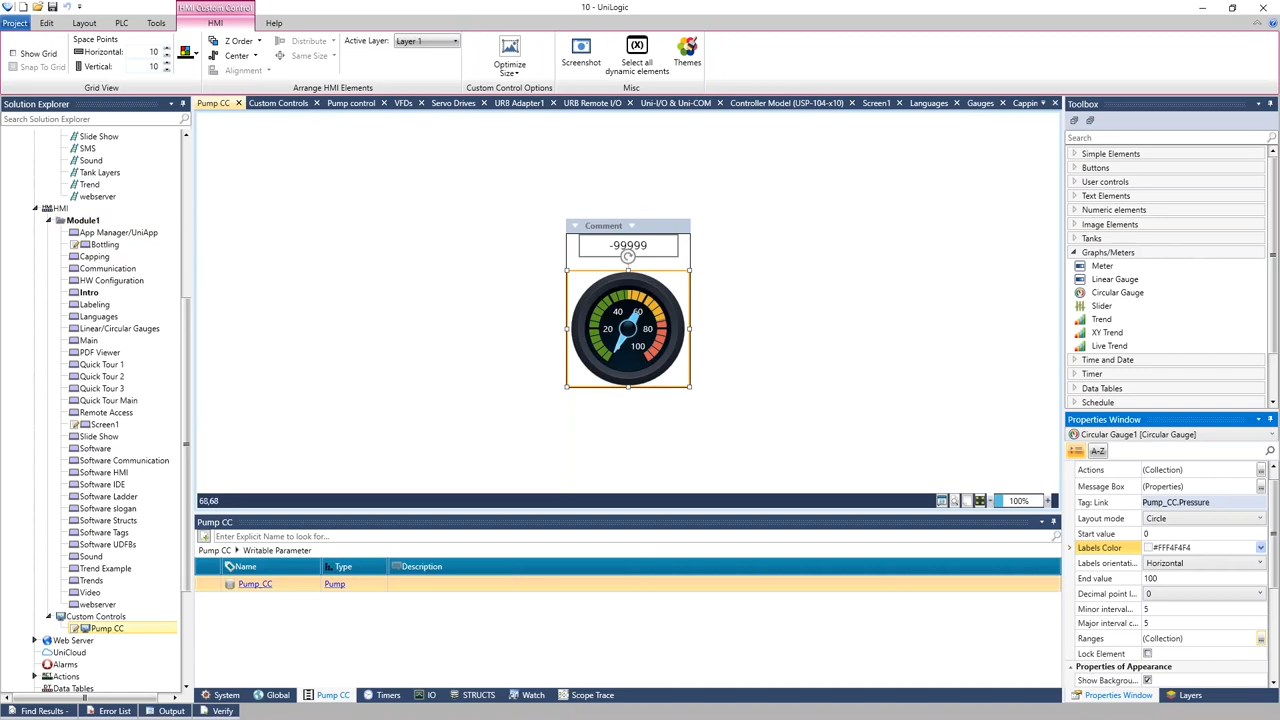 10 - UniLogic
HMI Custom Control
Project Edit Layout PLC Tools HMI Help
Show Grid
Snap To Grid
Space Points
Horizontal: 10
Vertical: 10
Grid View
Z Order
Center
Alignment
Distribute
Same Size
Arrange HMI Elements
Active Layer: Layer 1
Optimize
Size
Custom Control Options
Screenshot
Select all
dynamic elements
Themes
Misc
Solution Explorer
Search Solution Explorer
Slide Show
SMS
Sound
Tank Layers
Trend
webserver
HMI
Module1
App Manager/UniApp
Bottling
Capping
Communication
HW Configuration
Intro
Labeling
Languages
Linear/Circular Gauges
Main
PDF Viewer
Quick Tour 1
Quick Tour 2
Quick Tour 3
Quick Tour Main
Remote Access
Screen1
Slide Show
Software
Software Communication
Software HMI
Software IDE
Software Ladder
Software slogan
Software Structs
Software Tags
Software UDFBs
Sound
Trend Example
Trends
Video
webserver
Custom Controls
Pump CC
Web Server
UniCloud
Alarms
Actions
Data Tables
Find Results - Error List Output Verify
Pump CC Custom Controls Pump control VFDs Servo Drives URB Adapter1 URB Remote I/O Uni-I/O & Uni-COM Controller Model (USP-104-x10) Screen1 Languages Gauges Cappin
Comment
-99999
40 60
20 80
100
68,68
100%
Pump CC
Enter Explicit Name to look for...
Pump CC Writable Parameter
Name Type Description
Pump_CC Pump
System Global Pump CC Timers IO STRUCTS Watch Scope Trace
Toolbox
Search
Simple Elements
Buttons
User controls
Text Elements
Numeric elements
Image Elements
Tanks
Graphs/Meters
Meter
Linear Gauge
Circular Gauge
Slider
Trend
XY Trend
Live Trend
Time and Date
Timer
Data Tables
Schedule
Properties Window
Circular Gauge1 [Circular Gauge]
A-Z
Actions (Collection)
Message Box (Properties)
Tag: Link Pump_CC.Pressure
Layout mode Circle
Start value 0
Labels Color #FFF4F4F4
Labels orientati... Horizontal
End value 100
Decimal point l... 0
Minor interval... 5
Major interval c... 5
Ranges (Collection)
Lock Element
Properties of Appearance
Show Backgrou...
Properties Window Layers